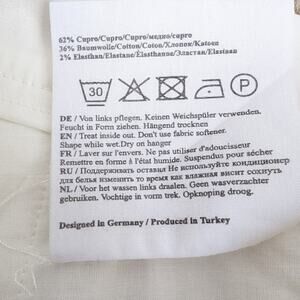 62% Cupro/Cupro/Cupro/медно/cupro
36% Baumwolle/Cotton/Coton/Хлопок/Katoen
2% Elasthan/Elastane/Élasthanne/Эластан/Elastaan
30
DE / Von links pflegen. Keinen Weichspüler verwenden.
Feucht in Form ziehen. Hängend trocknen
EN / Treat inside out. Don't use fabric softener.
Shape while wet.Dry on hanger
FR / Laver sur l'envers. Ne pas utiliser d'adoucisseur
Remettre en forme à l'état humide. Suspendus pour sécher
RU / Поддерживать оставил Не используйте кондиционер
для белья изменить то время как влажная висит сохнуть
NL / Voor het wassen links draaien. Geen wasverzachter
gebruiken. Vochtige in vorm trek. Opknoping droog.
Designed in Germany / Produced in Turkey